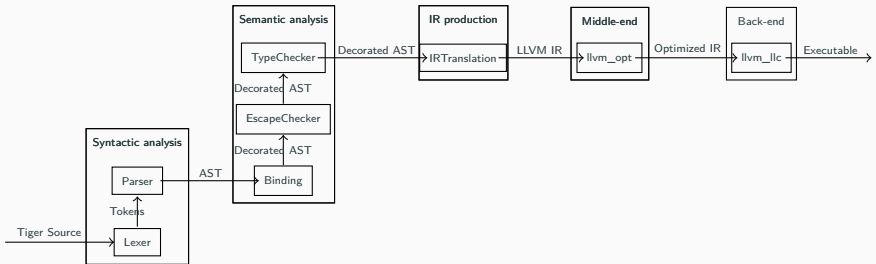 Semantic analysis
IR production
Middle-end
Back-end
TypeChecker
Decorated AST
IRTranslation
LLVM IR
llvm_opt
Optimized IR
llvm_llc
Executable
Decorated AST
EscapeChecker
Decorated AST
Binding
Syntactic analysis
Parser
AST
Tokens
Tiger Source
Lexer